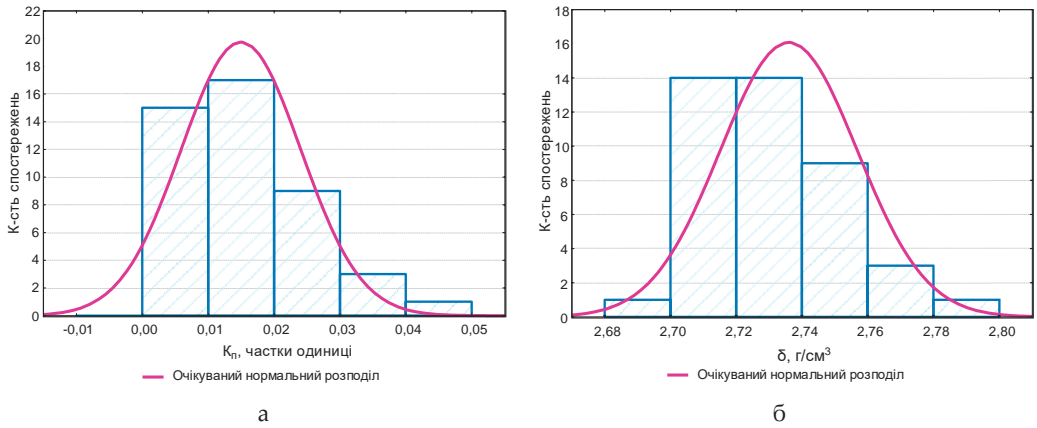 К-сть спостережень
22
20
18
16
14
12
10
8
6
4
2
0
-0,01 0,00 0,01 0,02 0,03 0,04 0,05
Kп, частки одиниці
Очікуваний нормальний розподіл
а
К-сть спостережень
18
16
14
12
10
8
6
4
2
0
2,68 2,70 2,72 2,74 2,76 2,78 2,80
δ, г/см³
Очікуваний нормальний розподіл
б